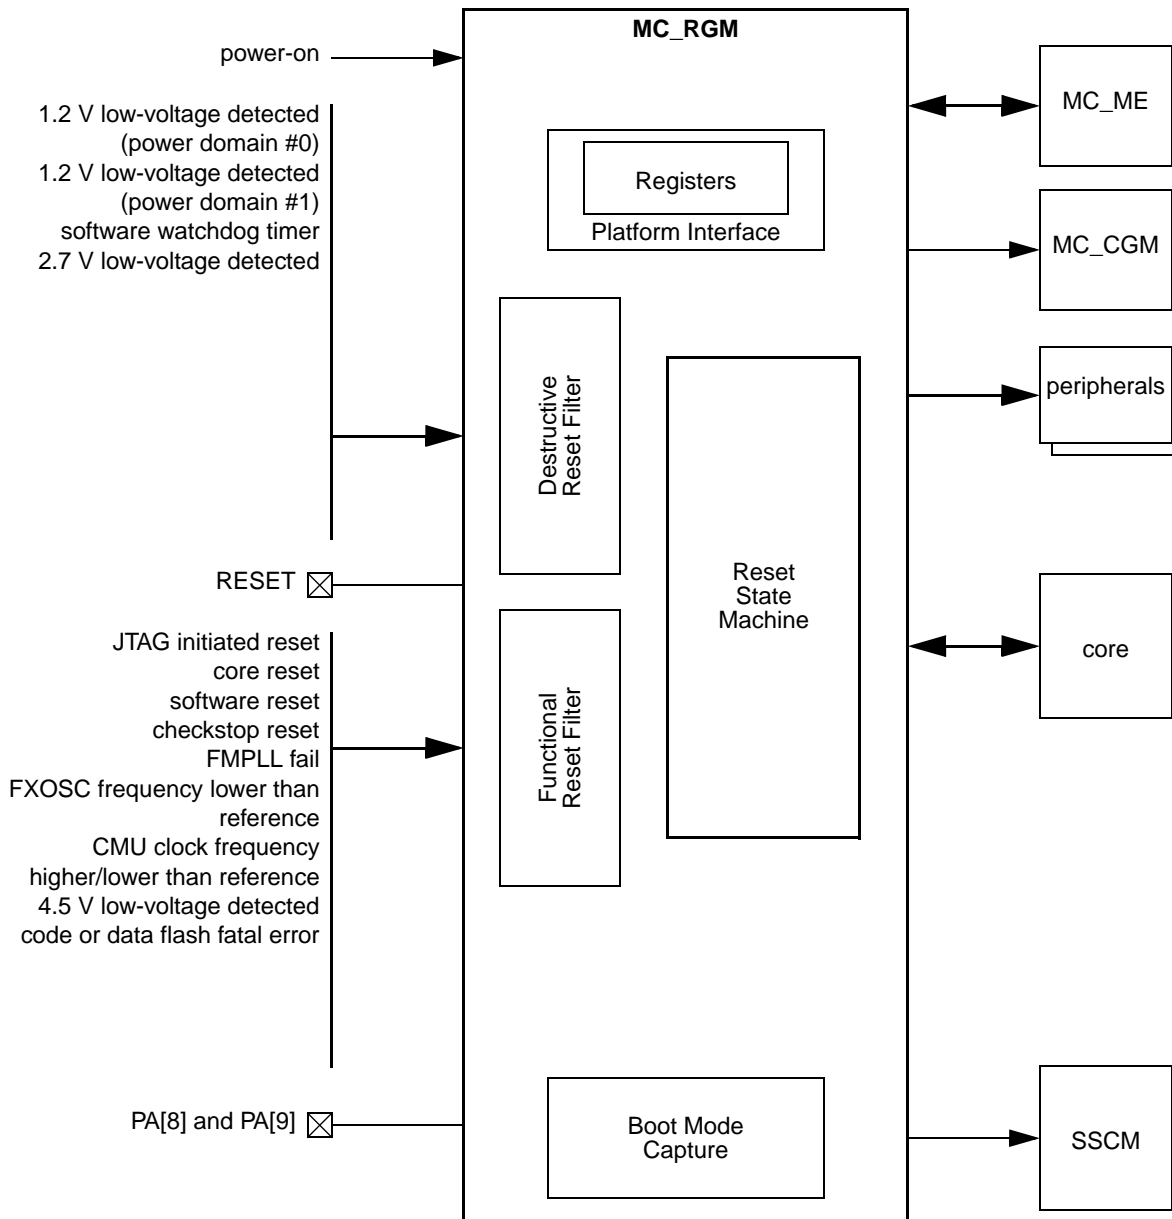 MC_RGM
power-on
1.2 V low-voltage detected
(power domain #0)
1.2 V low-voltage detected
(power domain #1)
software watchdog timer
2.7 V low-voltage detected
RESET
JTAG initiated reset
core reset
software reset
checkstop reset
FMPLL fail
FXOSC frequency lower than
reference
CMU clock frequency
higher/lower than reference
4.5 V low-voltage detected
code or data flash fatal error
PA[8] and PA[9]
Registers
Platform Interface
Destructive
Reset Filter
Functional
Reset Filter
Reset
State
Machine
Boot Mode
Capture
MC_ME
MC_CGM
peripherals
core
SSCM